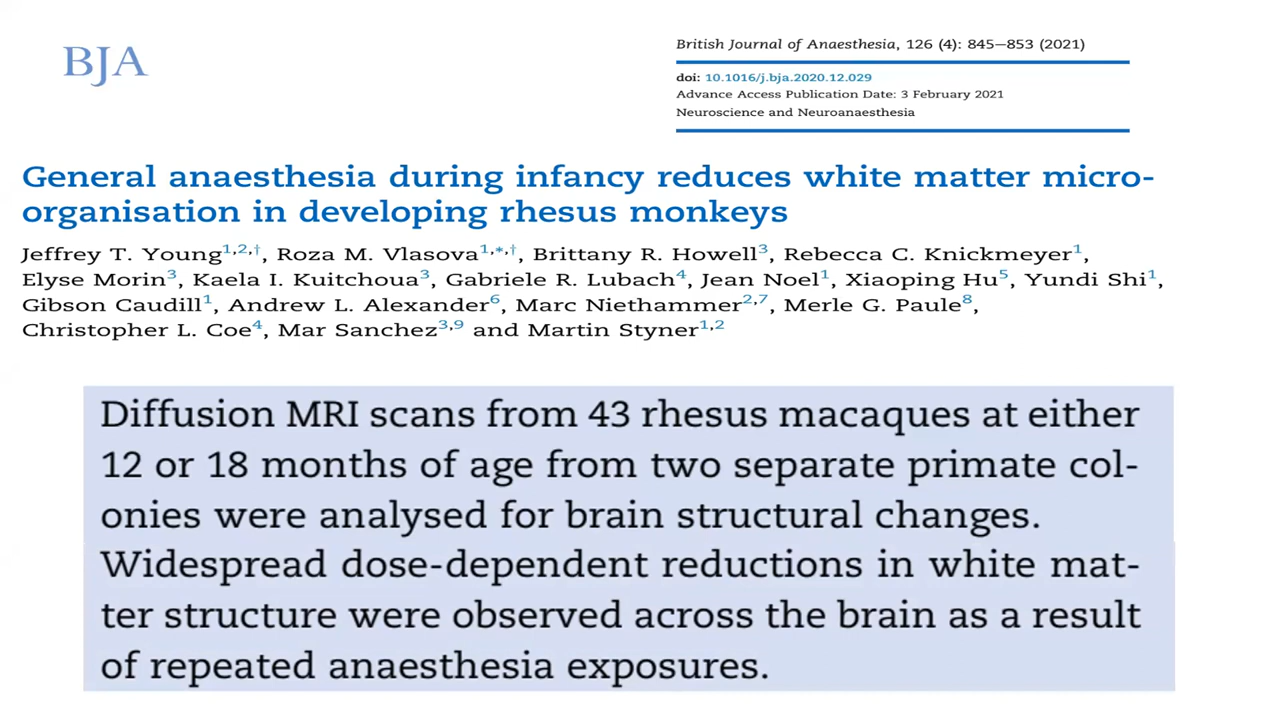 BJA
British Journal of Anaesthesia, 126 (4): 845—853 (2021)
doi: 10.1016/j.bja.2020.12.029
Advance Access Publication Date: 3 February 2021
Neuroscience and Neuroanaesthesia
General anaesthesia during infancy reduces white matter micro-
organisation in developing rhesus monkeys
Jeffrey T. Young1,2,†, Roza M. Vlasova1,*,†, Brittany R. Howell3, Rebecca C. Knickmeyer1,
Elyse Morin3, Kaela I. Kuitchoua3, Gabriele R. Lubach4, Jean Noel1, Xiaoping Hu5, Yundi Shi1,
Gibson Caudill1, Andrew L. Alexander6, Marc Niethammer2,7, Merle G. Paule8,
Christopher L. Coe4, Mar Sanchez3,9 and Martin Styner1,2
Diffusion MRI scans from 43 rhesus macaques at either
12 or 18 months of age from two separate primate col-
onies were analysed for brain structural changes.
Widespread dose-dependent reductions in white mat-
ter structure were observed across the brain as a result
of repeated anaesthesia exposures.